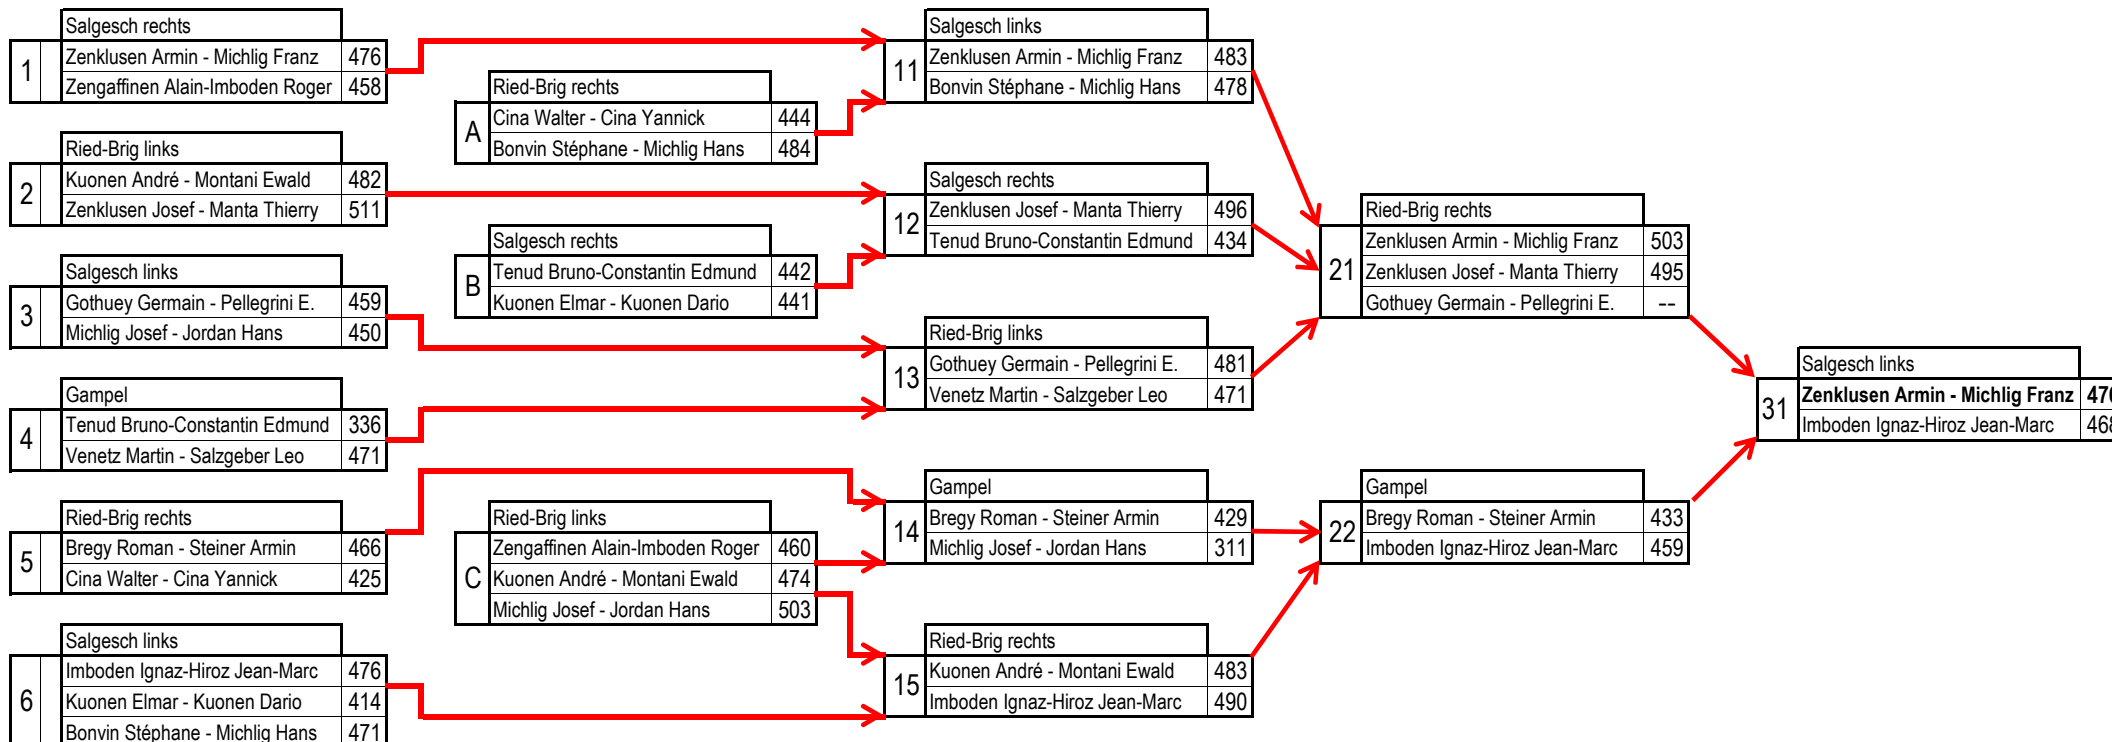 Salgesch rechts
1
Zenklusen Armin - Michlig Franz 476
Zengaffinen Alain-Imboden Roger 458
Ried-Brig links
2
Kuonen André - Montani Ewald 482
Zenklusen Josef - Manta Thierry 511
Salgesch links
3
Gothuey Germain - Pellegrini E. 459
Michlig Josef - Jordan Hans 450
Gampel
4
Tenud Bruno-Constantin Edmund 336
Venetz Martin - Salzgeber Leo 471
Ried-Brig rechts
5
Bregy Roman - Steiner Armin 466
Cina Walter - Cina Yannick 425
Salgesch links
6
Imboden Ignaz-Hiroz Jean-Marc 476
Kuonen Elmar - Kuonen Dario 414
Bonvin Stéphane - Michlig Hans 471
Ried-Brig rechts
A
Cina Walter - Cina Yannick 444
Bonvin Stéphane - Michlig Hans 484
Salgesch rechts
B
Tenud Bruno-Constantin Edmund 442
Kuonen Elmar - Kuonen Dario 441
Ried-Brig links
C
Zengaffinen Alain-Imboden Roger 460
Kuonen André - Montani Ewald 474
Michlig Josef - Jordan Hans 503
Salgesch links
11
Zenklusen Armin - Michlig Franz 483
Bonvin Stéphane - Michlig Hans 478
Salgesch rechts
12
Zenklusen Josef - Manta Thierry 496
Tenud Bruno-Constantin Edmund 434
Ried-Brig links
13
Gothuey Germain - Pellegrini E. 481
Venetz Martin - Salzgeber Leo 471
Gampel
14
Bregy Roman - Steiner Armin 429
Michlig Josef - Jordan Hans 311
Ried-Brig rechts
15
Kuonen André - Montani Ewald 483
Imboden Ignaz-Hiroz Jean-Marc 490
Ried-Brig rechts
21
Zenklusen Armin - Michlig Franz 503
Zenklusen Josef - Manta Thierry 495
Gothuey Germain - Pellegrini E. --
Gampel
22
Bregy Roman - Steiner Armin 433
Imboden Ignaz-Hiroz Jean-Marc 459
Salgesch links
31
Zenklusen Armin - Michlig Franz 476
Imboden Ignaz-Hiroz Jean-Marc 468